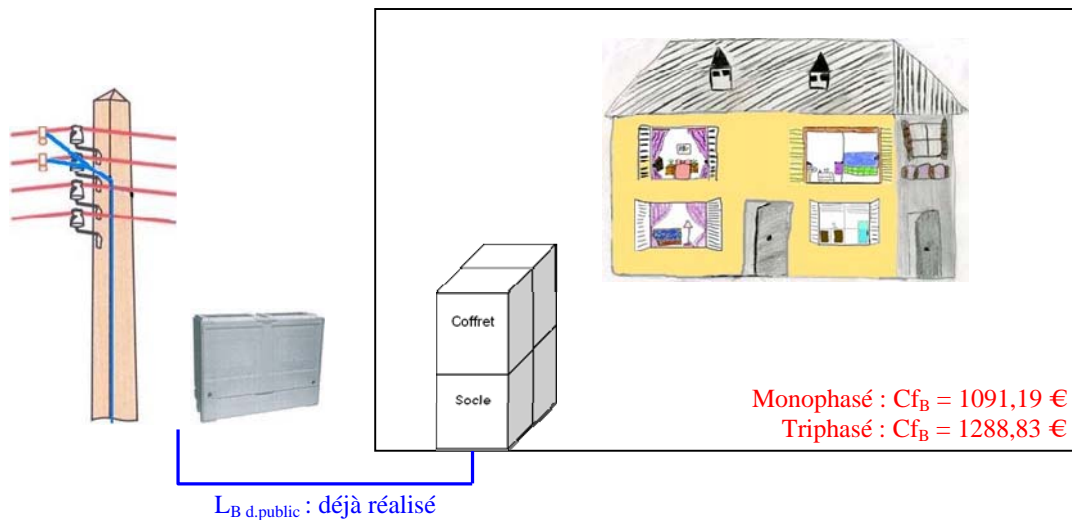 Coffret
Socle
Monophasé : Cf_B = 1091,19 €
Triphasé : Cf_B = 1288,83 €
L_B d.public : déjà réalisé